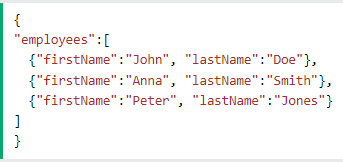 {
"employees":[
  {"firstName":"John", "lastName":"Doe"},
  {"firstName":"Anna", "lastName":"Smith"},
  {"firstName":"Peter", "lastName":"Jones"}
]
}